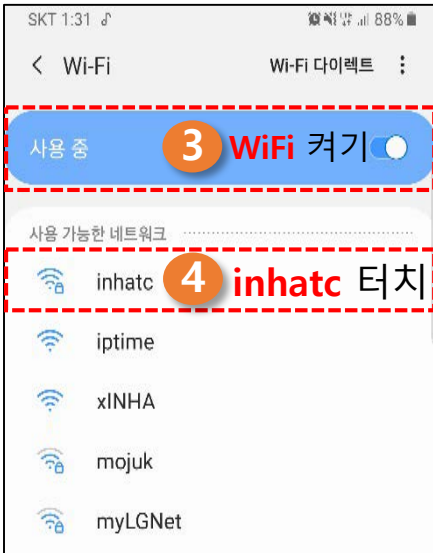 SKT 1:31 88%
Wi-Fi Wi-Fi 다이렉트
사용 중 3 WiFi 켜기
사용 가능한 네트워크
inhatc 4 inhatc 터치
iptime
xINHA
mojuk
myLGNet